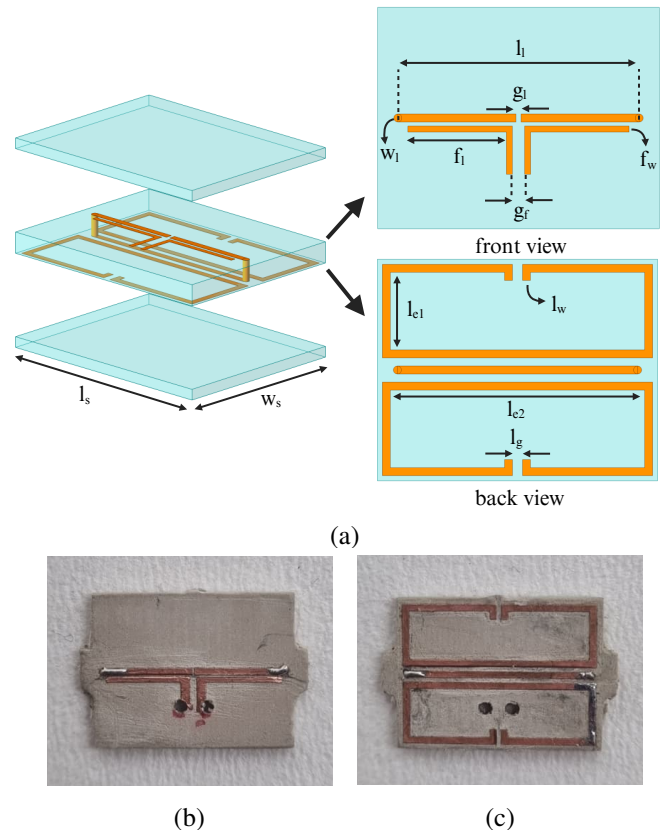 l_l
g_l
w_l
f_l
f_w
g_f
front view
l_e1
l_w
l_s
w_s
l_e2
l_g
back view
(a)
(b)
(c)